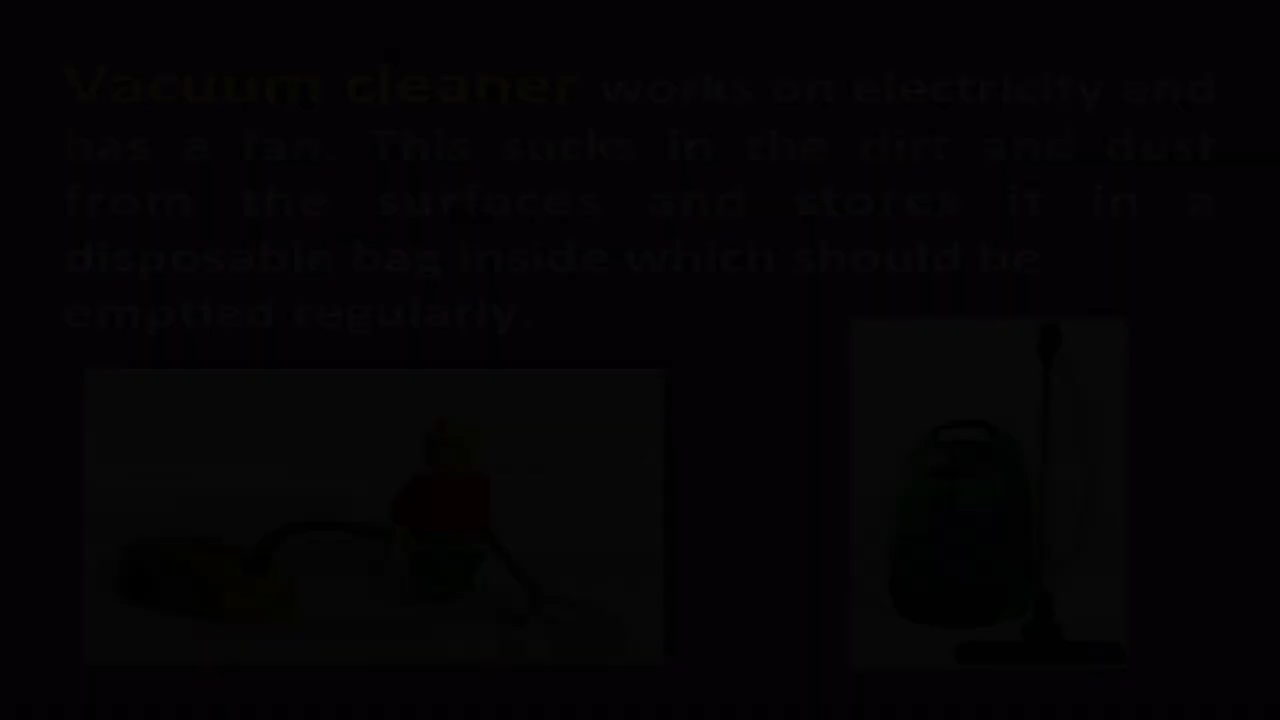 Vacuum cleaner works on electricity and
has a fan. This sucks in the dirt and dust
from the surfaces and stores it in a
disposable bag inside which should be
emptied regularly.